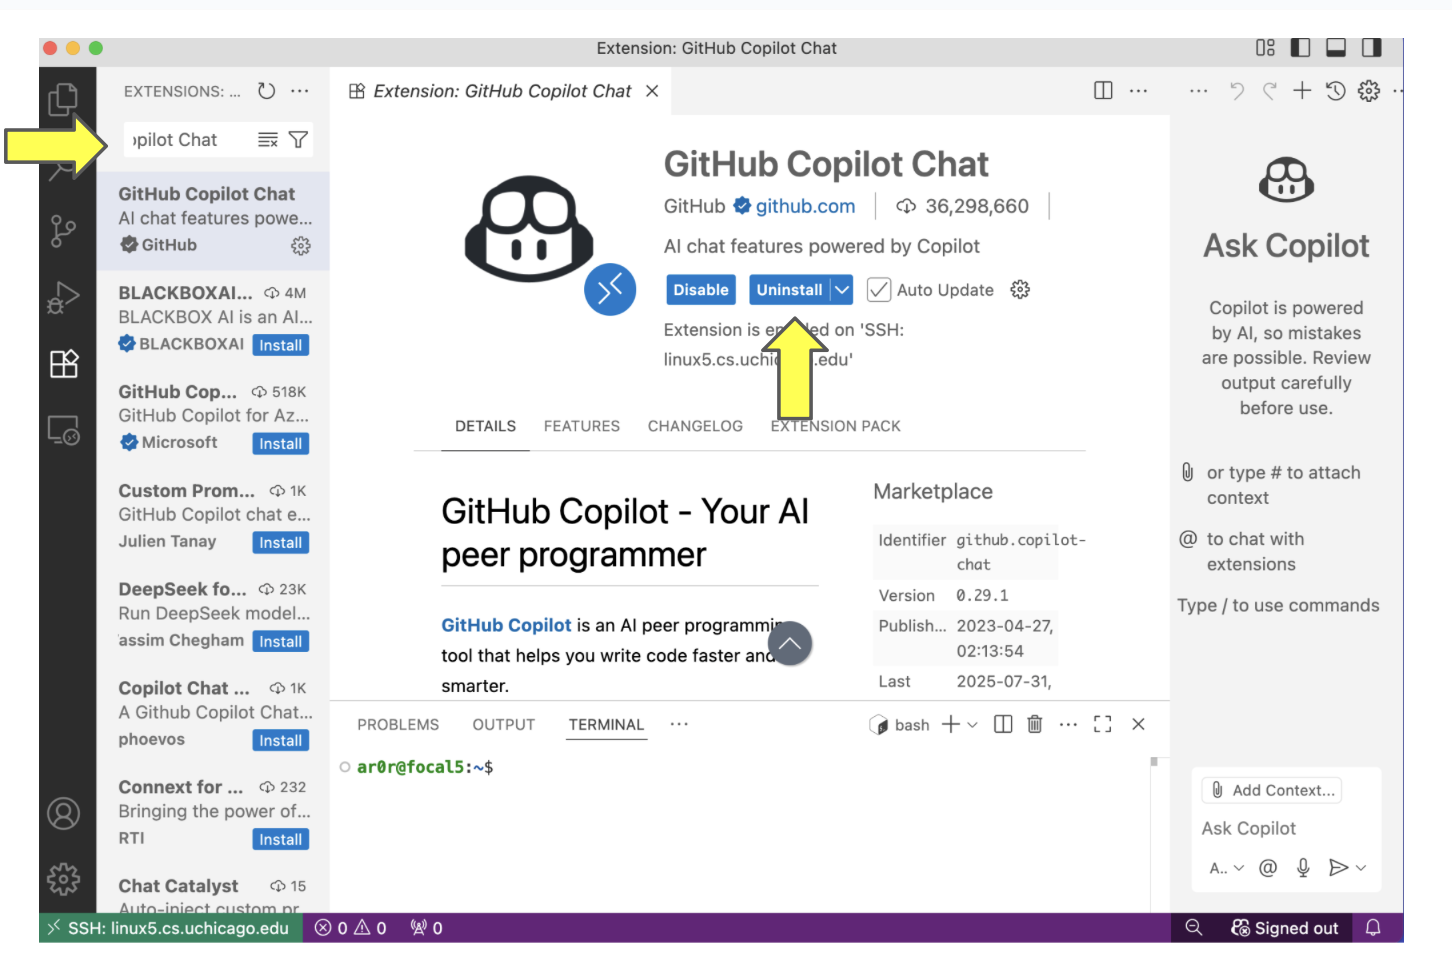 Extension: GitHub Copilot Chat
EXTENSIONS: ...
opilot Chat
GitHub Copilot Chat
AI chat features powe...
GitHub
BLACKBOXAI... 4M
BLACKBOX AI is an AI...
BLACKBOXAI Install
GitHub Cop... 518K
GitHub Copilot for Az...
Microsoft Install
Custom Prom... 1K
GitHub Copilot chat e...
Julien Tanay Install
DeepSeek fo... 23K
Run DeepSeek model...
assim Chegham Install
Copilot Chat ... 1K
A Github Copilot Chat...
phoevos Install
Connext for ... 232
Bringing the power of...
RTI Install
Chat Catalyst 15
Auto-inject custom pr
Extension: GitHub Copilot Chat
GitHub Copilot Chat
GitHub github.com 36,298,660
AI chat features powered by Copilot
Disable Uninstall Auto Update
Extension is enabled on 'SSH:
linux5.cs.uchicago.edu'
DETAILS FEATURES CHANGELOG EXTENSION PACK
GitHub Copilot - Your AI
peer programmer
GitHub Copilot is an AI peer programming
tool that helps you write code faster and
smarter.
Marketplace
Identifier github.copilot-
chat
Version 0.29.1
Publish... 2023-04-27,
02:13:54
Last 2025-07-31,
PROBLEMS OUTPUT TERMINAL ...
bash
ar0r@focal5:~$
Ask Copilot
Copilot is powered
by AI, so mistakes
are possible. Review
output carefully
before use.
or type # to attach
context
@ to chat with
extensions
Type / to use commands
Add Context...
Ask Copilot
A.. @
SSH: linux5.cs.uchicago.edu 0 0 0 Signed out